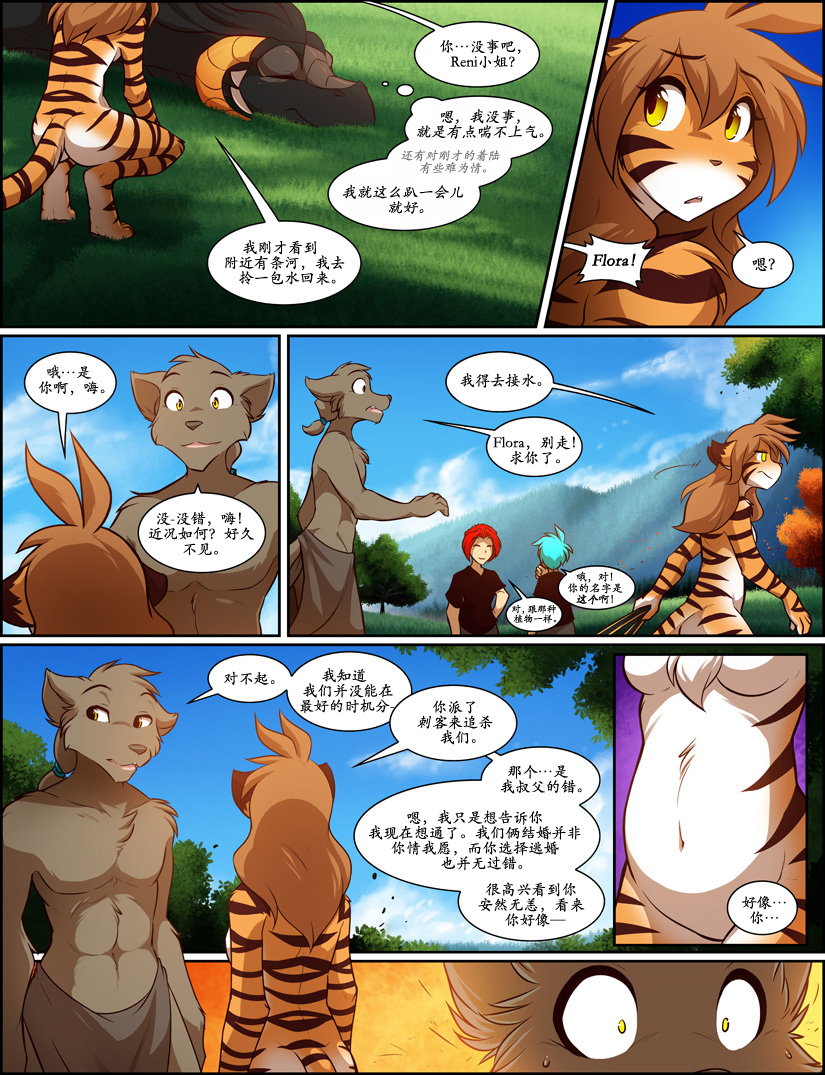 你…没事吧，
Reni小姐？
嗯，我没事，
就是有点喘不上气。
还有对刚才的着陆
有些难为情。
我就这么趴一会儿
就好。
我刚才看到
附近有条河，我去
拎一包水回来。
Flora！
嗯？
哦…是
你啊，嗨。
没-没错，嗨！
近况如何？好久
不见。
我得去接水。
Flora，别走！
求你了。
对，跟那种
植物一样。
哦，对！
你的名字是
这个啊！
对不起。
我知道
我们并没能在
最好的时机分-
你派了
刺客来追杀
我们。
那个…是
我叔父的错。
嗯，我只是想告诉你
我现在想通了。我们俩结婚并非
你情我愿，而你选择逃婚
也并无过错。
很高兴看到你
安然无恙，看来
你好像—
好像…
你…